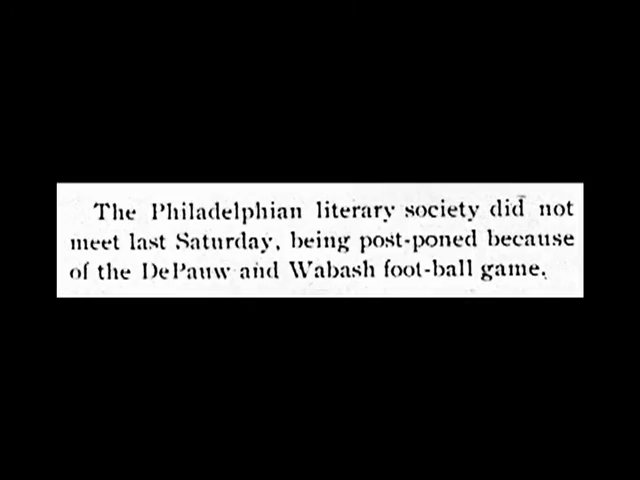 The Philadelphian literary society did not
meet last Saturday, being post-poned because
of the DePauw and Wabash foot-ball game.